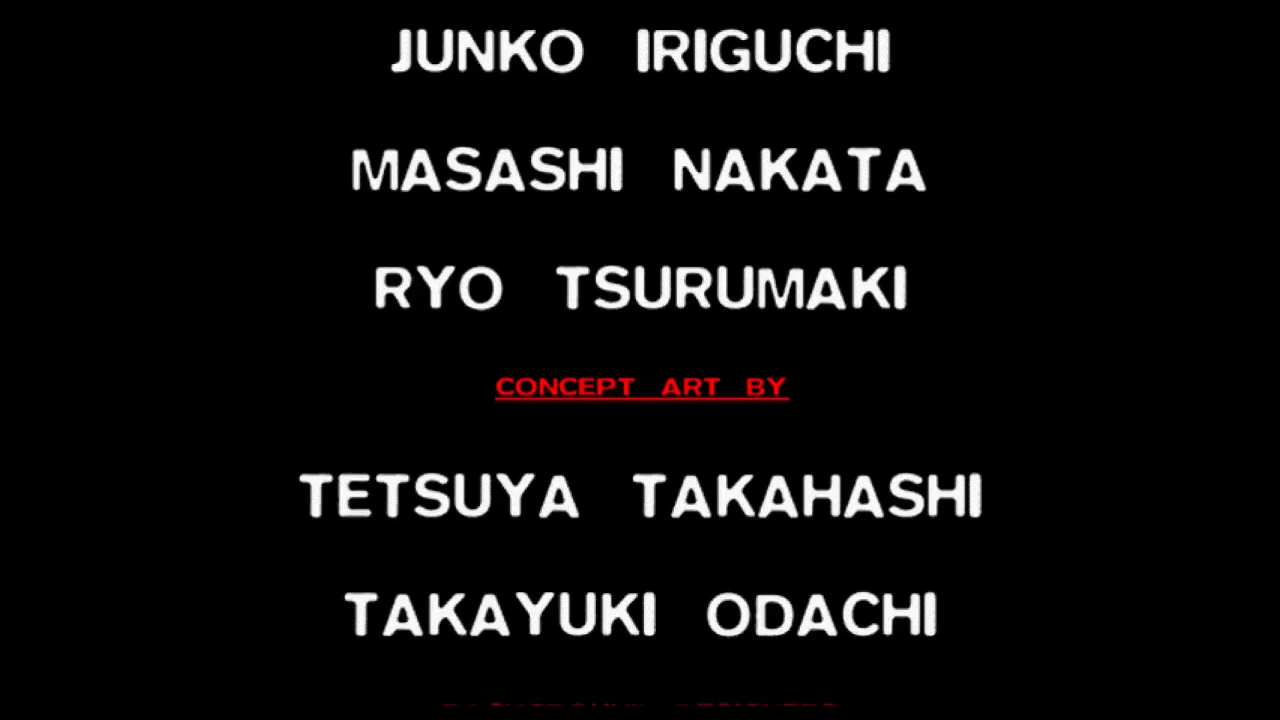 JUNKO IRIGUCHI
MASASHI NAKATA
RYO TSURUMAKI
CONCEPT ART BY
TETSUYA TAKAHASHI
TAKAYUKI ODACHI